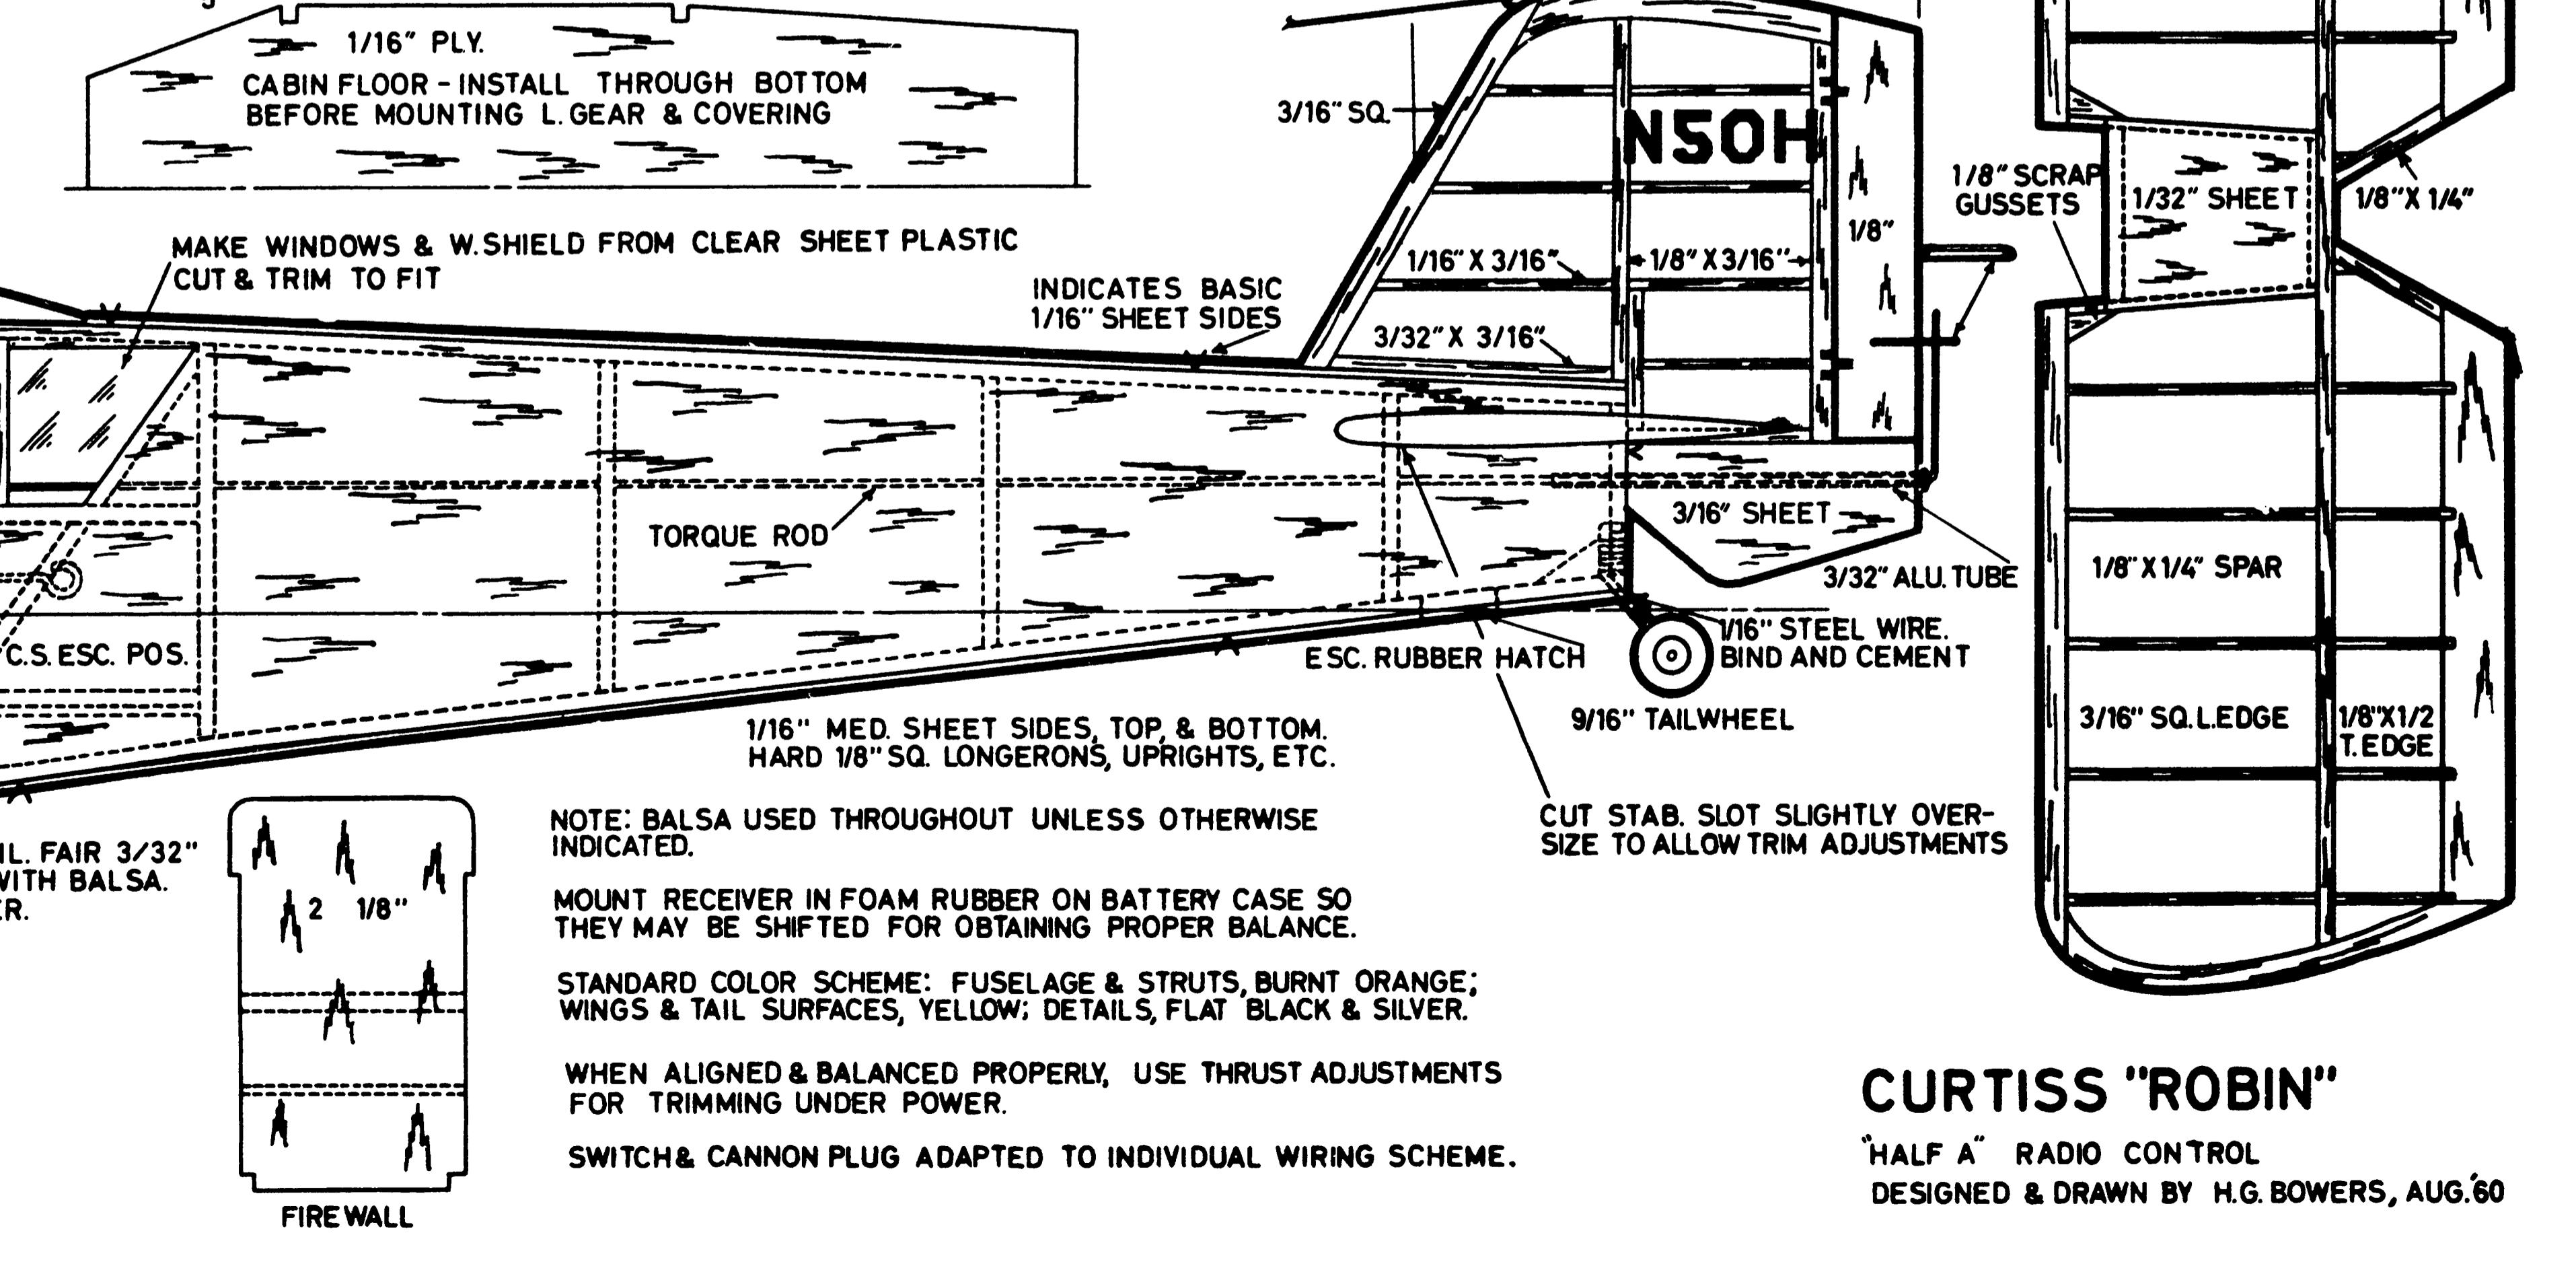 1/16" PLY.
CABIN FLOOR - INSTALL THROUGH BOTTOM
BEFORE MOUNTING L. GEAR & COVERING
MAKE WINDOWS & W. SHIELD FROM CLEAR SHEET PLASTIC
CUT & TRIM TO FIT
INDICATES BASIC
1/16" SHEET SIDES
3/16" SQ.
N50H
1/8"
1/16" X 3/16"
1/8" X 3/16"
3/32" X 3/16"
1/8" SCRAP
GUSSETS
1/32" SHEET
1/8" X 1/4"
TORQUE ROD
3/16" SHEET
3/32" ALU. TUBE
1/8" X 1/4" SPAR
C.S. ESC. POS.
ESC. RUBBER HATCH
1/16" STEEL WIRE.
BIND AND CEMENT
9/16" TAILWHEEL
3/16" SQ. L. EDGE
1/8" X 1/2
T. EDGE
1/16" MED. SHEET SIDES, TOP, & BOTTOM.
HARD 1/8" SQ. LONGERONS, UPRIGHTS, ETC.
CUT STAB. SLOT SLIGHTLY OVER-
SIZE TO ALLOW TRIM ADJUSTMENTS
IL. FAIR 3/32"
WITH BALSA.
ER.
2 1/8"
FIREWALL
NOTE: BALSA USED THROUGHOUT UNLESS OTHERWISE
INDICATED.
MOUNT RECEIVER IN FOAM RUBBER ON BATTERY CASE SO
THEY MAY BE SHIFTED FOR OBTAINING PROPER BALANCE.
STANDARD COLOR SCHEME: FUSELAGE & STRUTS, BURNT ORANGE;
WINGS & TAIL SURFACES, YELLOW; DETAILS, FLAT BLACK & SILVER.
WHEN ALIGNED & BALANCED PROPERLY, USE THRUST ADJUSTMENTS
FOR TRIMMING UNDER POWER.
SWITCH & CANNON PLUG ADAPTED TO INDIVIDUAL WIRING SCHEME.
CURTISS "ROBIN"
"HALF A" RADIO CONTROL
DESIGNED & DRAWN BY H.G. BOWERS, AUG. '60